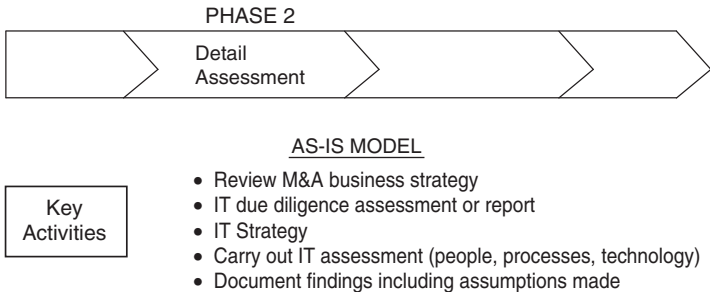 PHASE 2
Detail
Assessment
AS-IS MODEL
Key
Activities
• Review M&A business strategy
• IT due diligence assessment or report
• IT Strategy
• Carry out IT assessment (people, processes, technology)
• Document findings including assumptions made